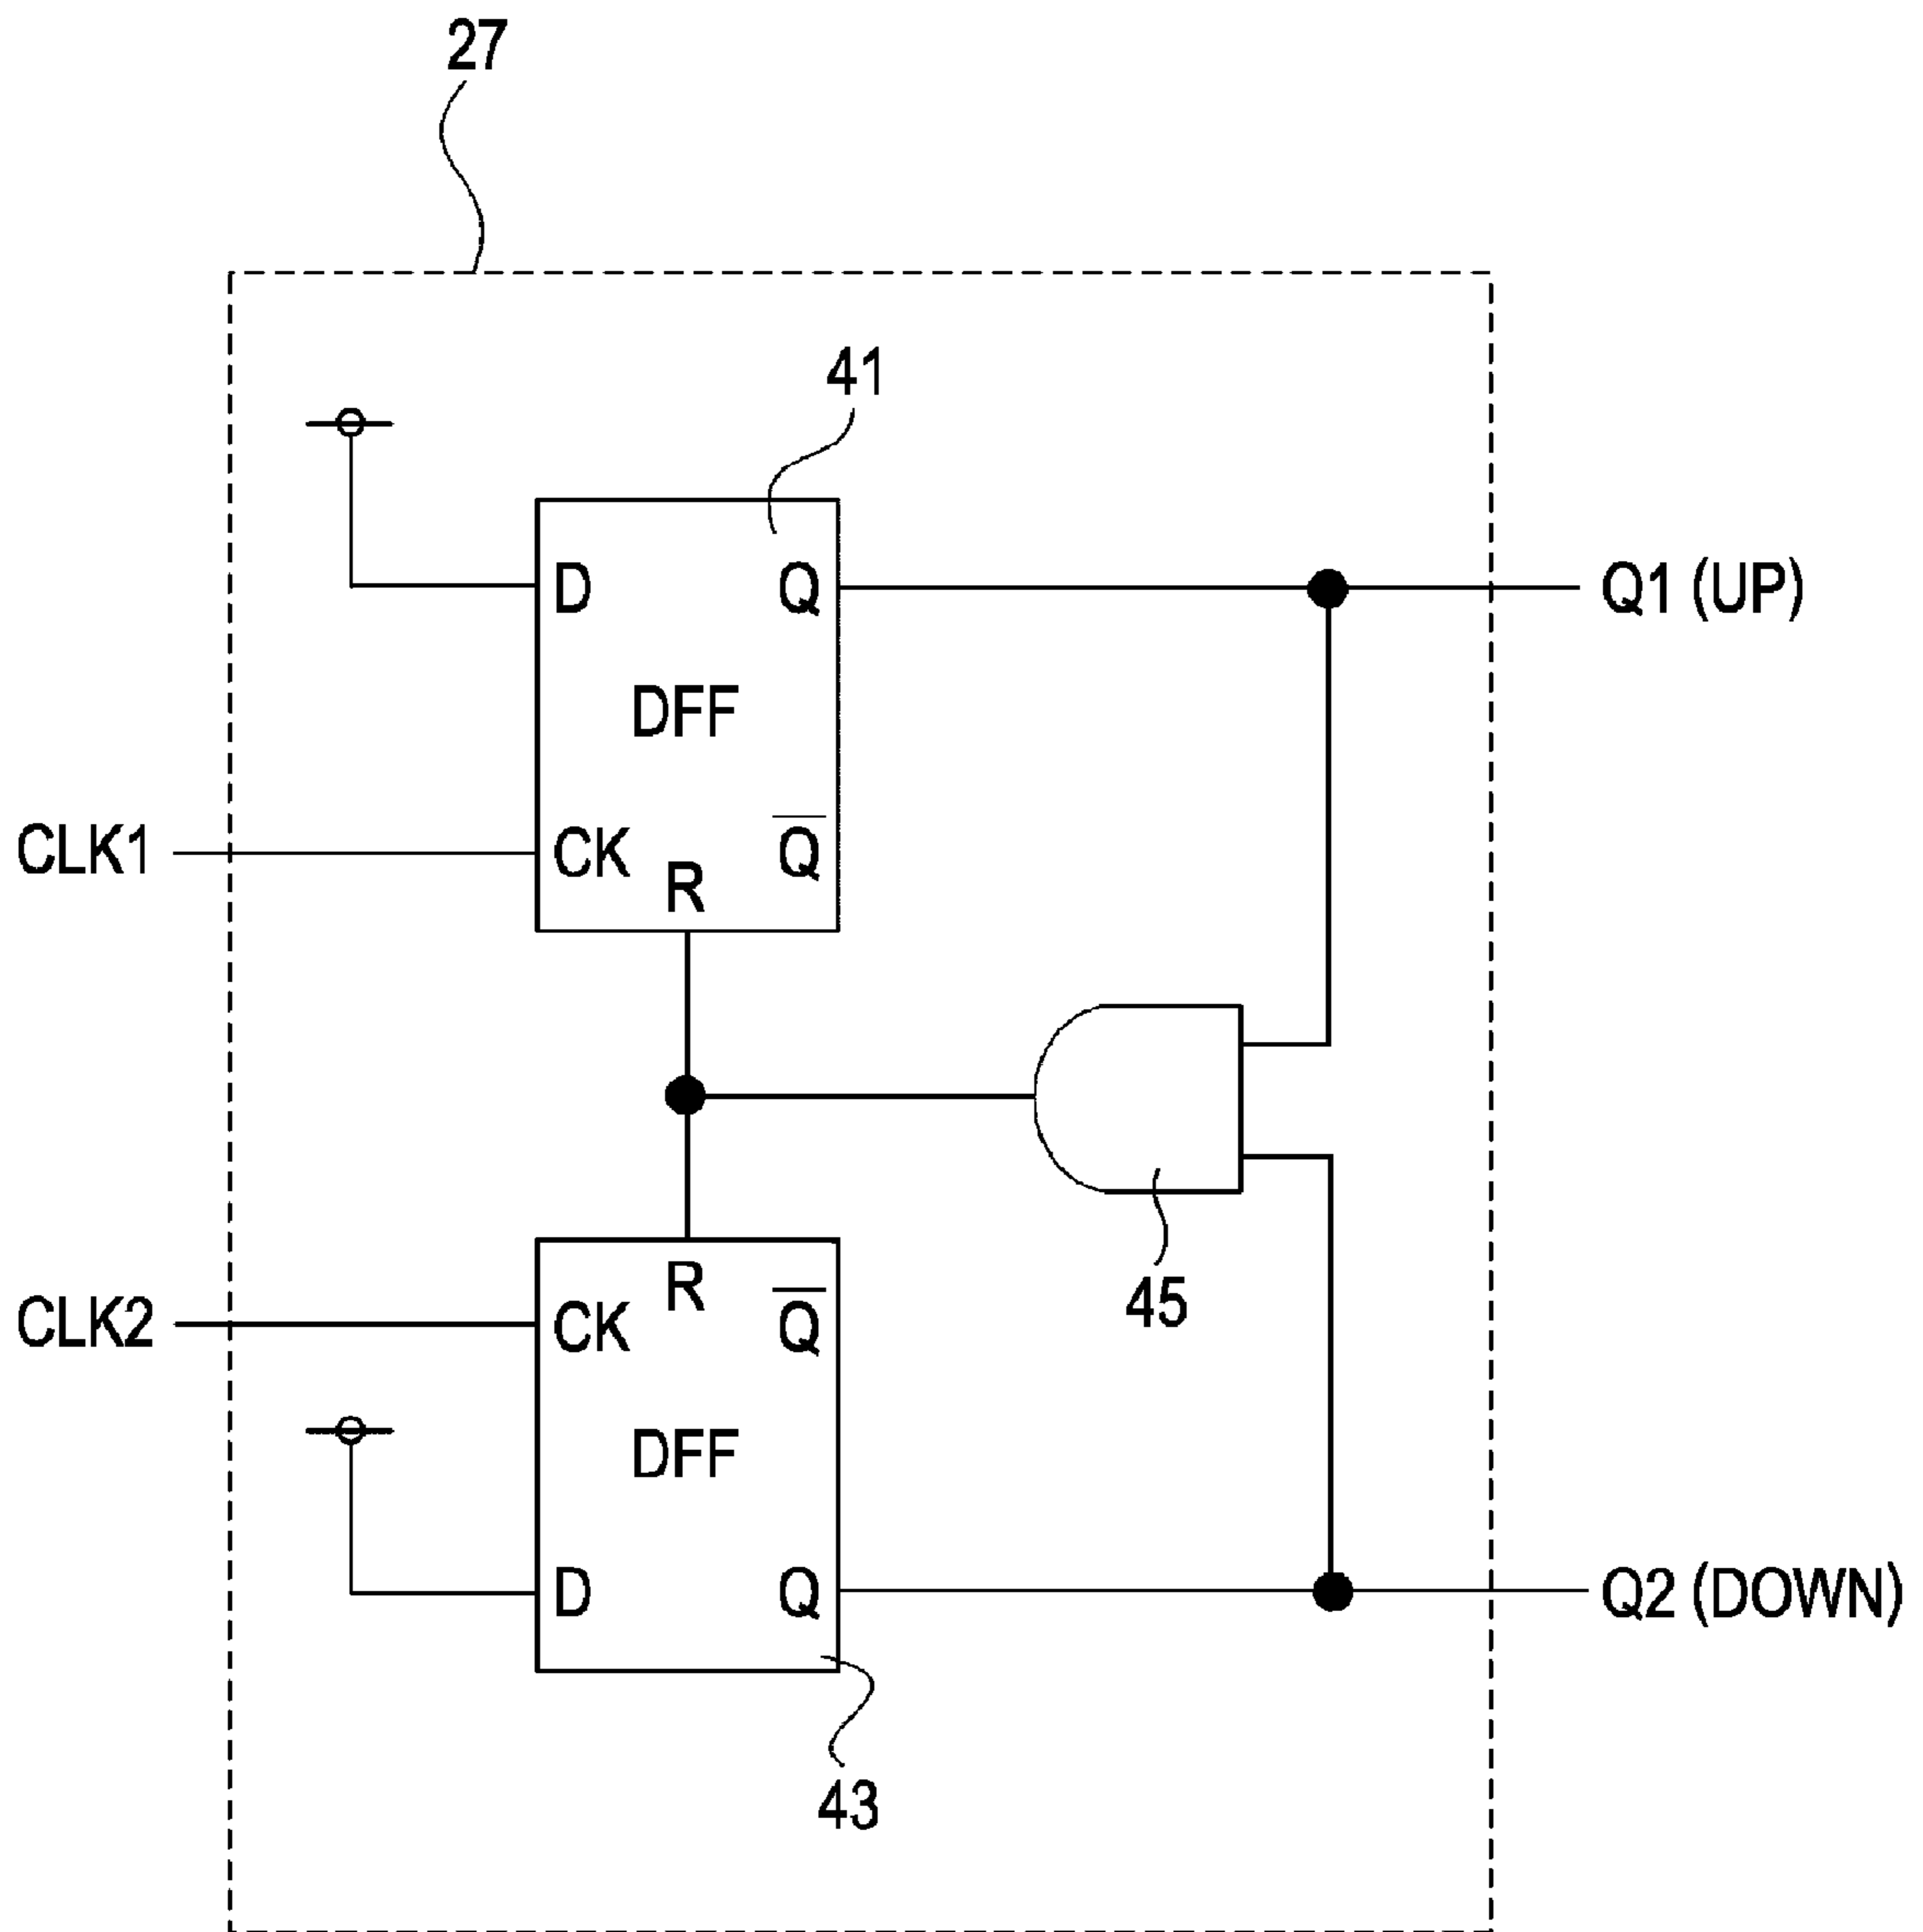 27
41
D
Q
Q1 (UP)
DFF
CLK1
CK
R
Q̅
CLK2
CK
R
Q̅
45
DFF
D
Q
Q2 (DOWN)
43